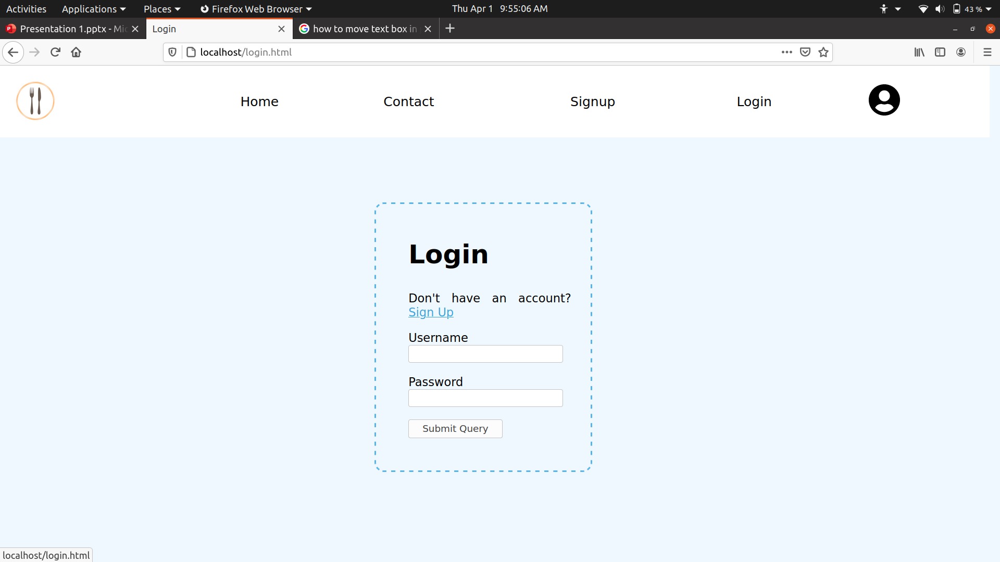 Activities Applications Places Firefox Web Browser Thu Apr 1 9:55:06 AM 43 %
Presentation 1.pptx - Mic Login how to move text box in
localhost/login.html
Home Contact Signup Login
Login
Don't have an account?
Sign Up
Username
Password
Submit Query
localhost/login.html